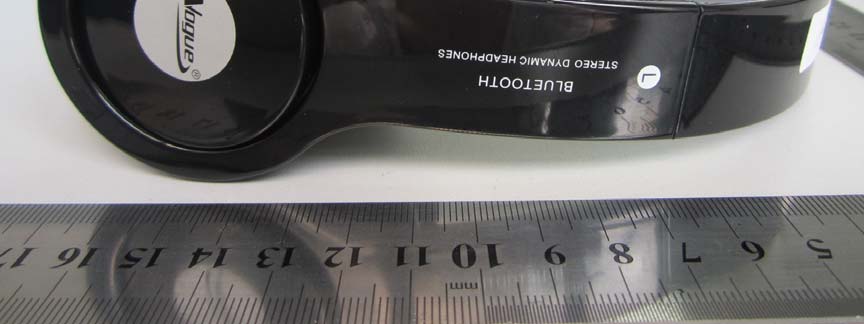 Vogue®
BLUETOOTH
STEREO DYNAMIC HEADPHONES
L
5 6 7 8 9 10 11 12 13 14 15 16 17
mm